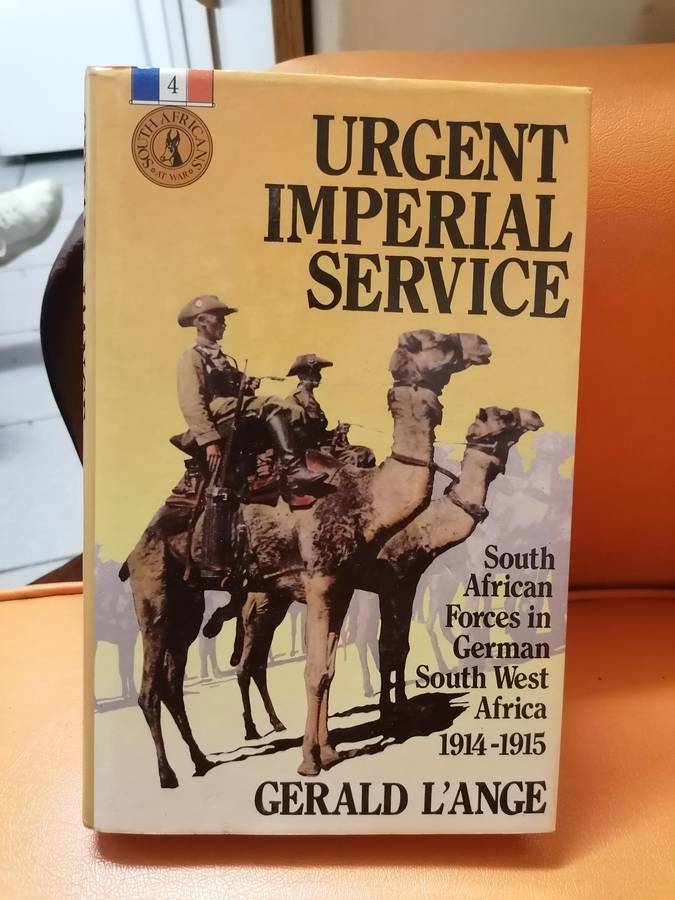 4
SOUTH AFRICANS
AT WAR
URGENT
IMPERIAL
SERVICE
South
African
Forces in
German
South West
Africa
1914-1915
GERALD L'ANGE